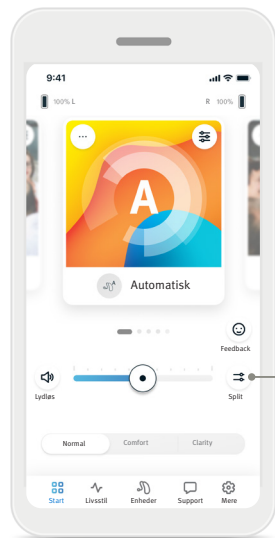 9:41
100% L
R 100%
...
A
Automatisk
Feedback
Lydløs
Split
Normal Comfort Clarity
Start Livsstil Enheder Support Mere